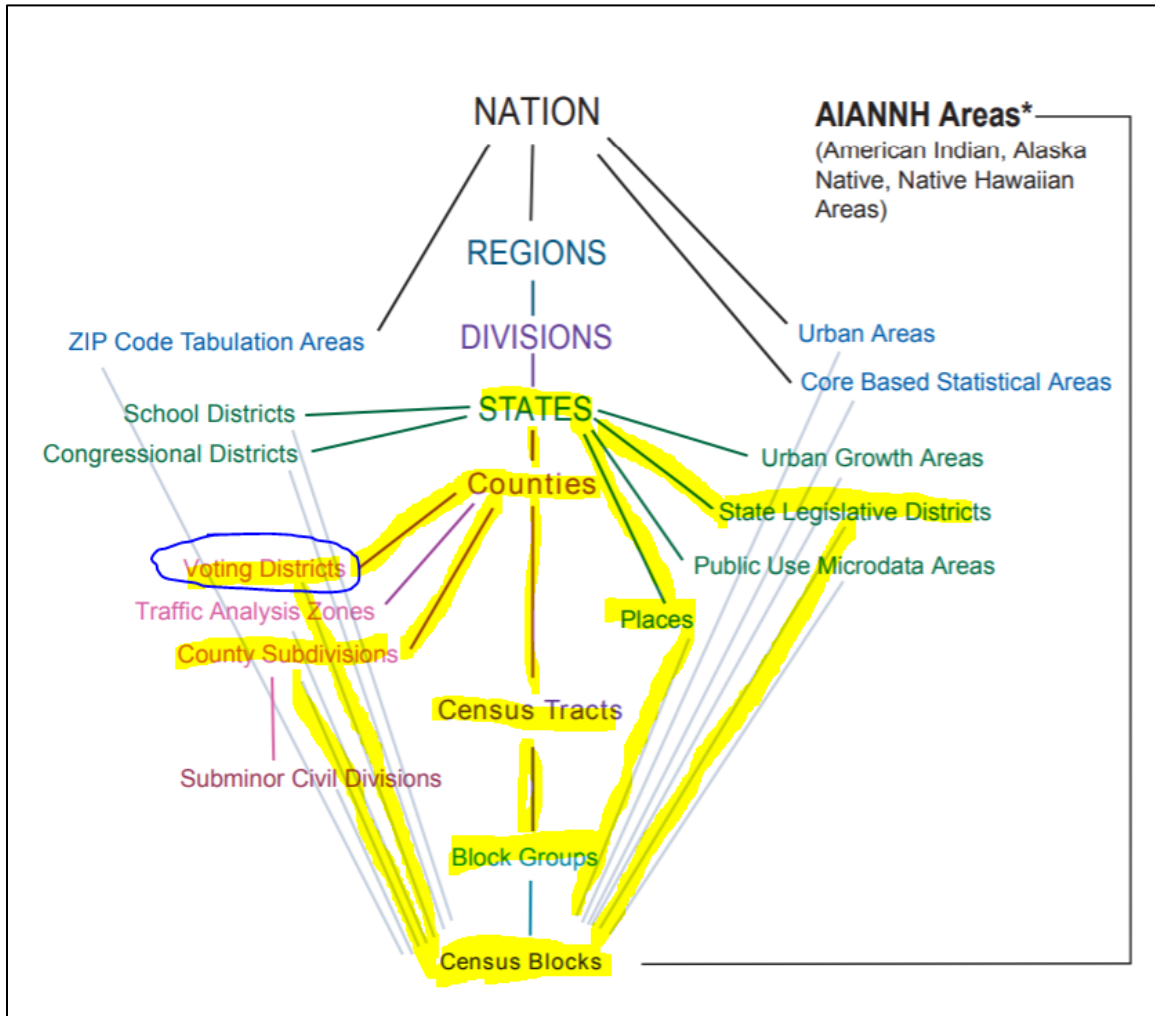 NATION
AIANNH Areas*
(American Indian, Alaska
Native, Native Hawaiian
Areas)
REGIONS
ZIP Code Tabulation Areas
DIVISIONS
Urban Areas
Core Based Statistical Areas
School Districts
STATES
Congressional Districts
Urban Growth Areas
Counties
State Legislative Districts
Voting Districts
Public Use Microdata Areas
Traffic Analysis Zones
Places
County Subdivisions
Census Tracts
Subminor Civil Divisions
Block Groups
Census Blocks